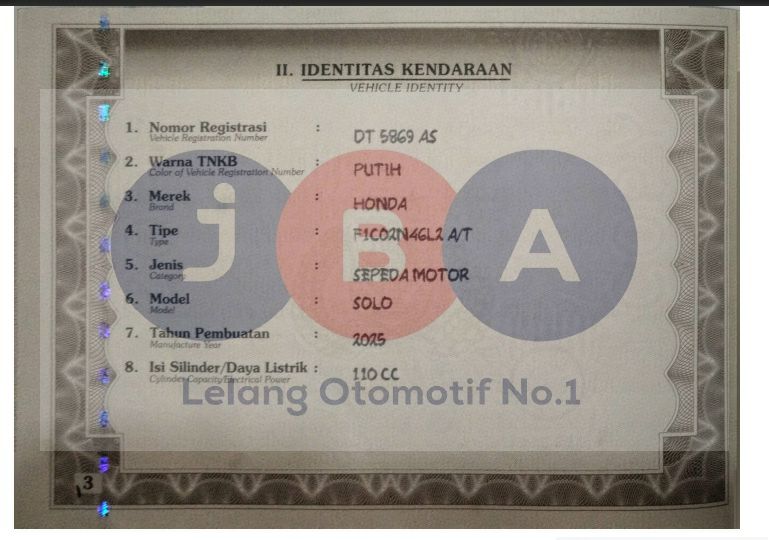 II. IDENTITAS KENDARAAN
VEHICLE IDENTITY
1. Nomor Registrasi : DT 5869 AS
Vehicle Registration Number
2. Warna TNKB : PUTIH
Color of Vehicle Registration Number
3. Merek : HONDA
Brand
4. Tipe : F1C02N46L2 A/T
Type
5. Jenis : SEPEDA MOTOR
Category
6. Model : SOLO
Model
7. Tahun Pembuatan : 2025
Manufacture Year
8. Isi Silinder/Daya Listrik : 110 CC
Cylinder Capacity/Electrical Power
jBA
Lelang Otomotif No.1
3